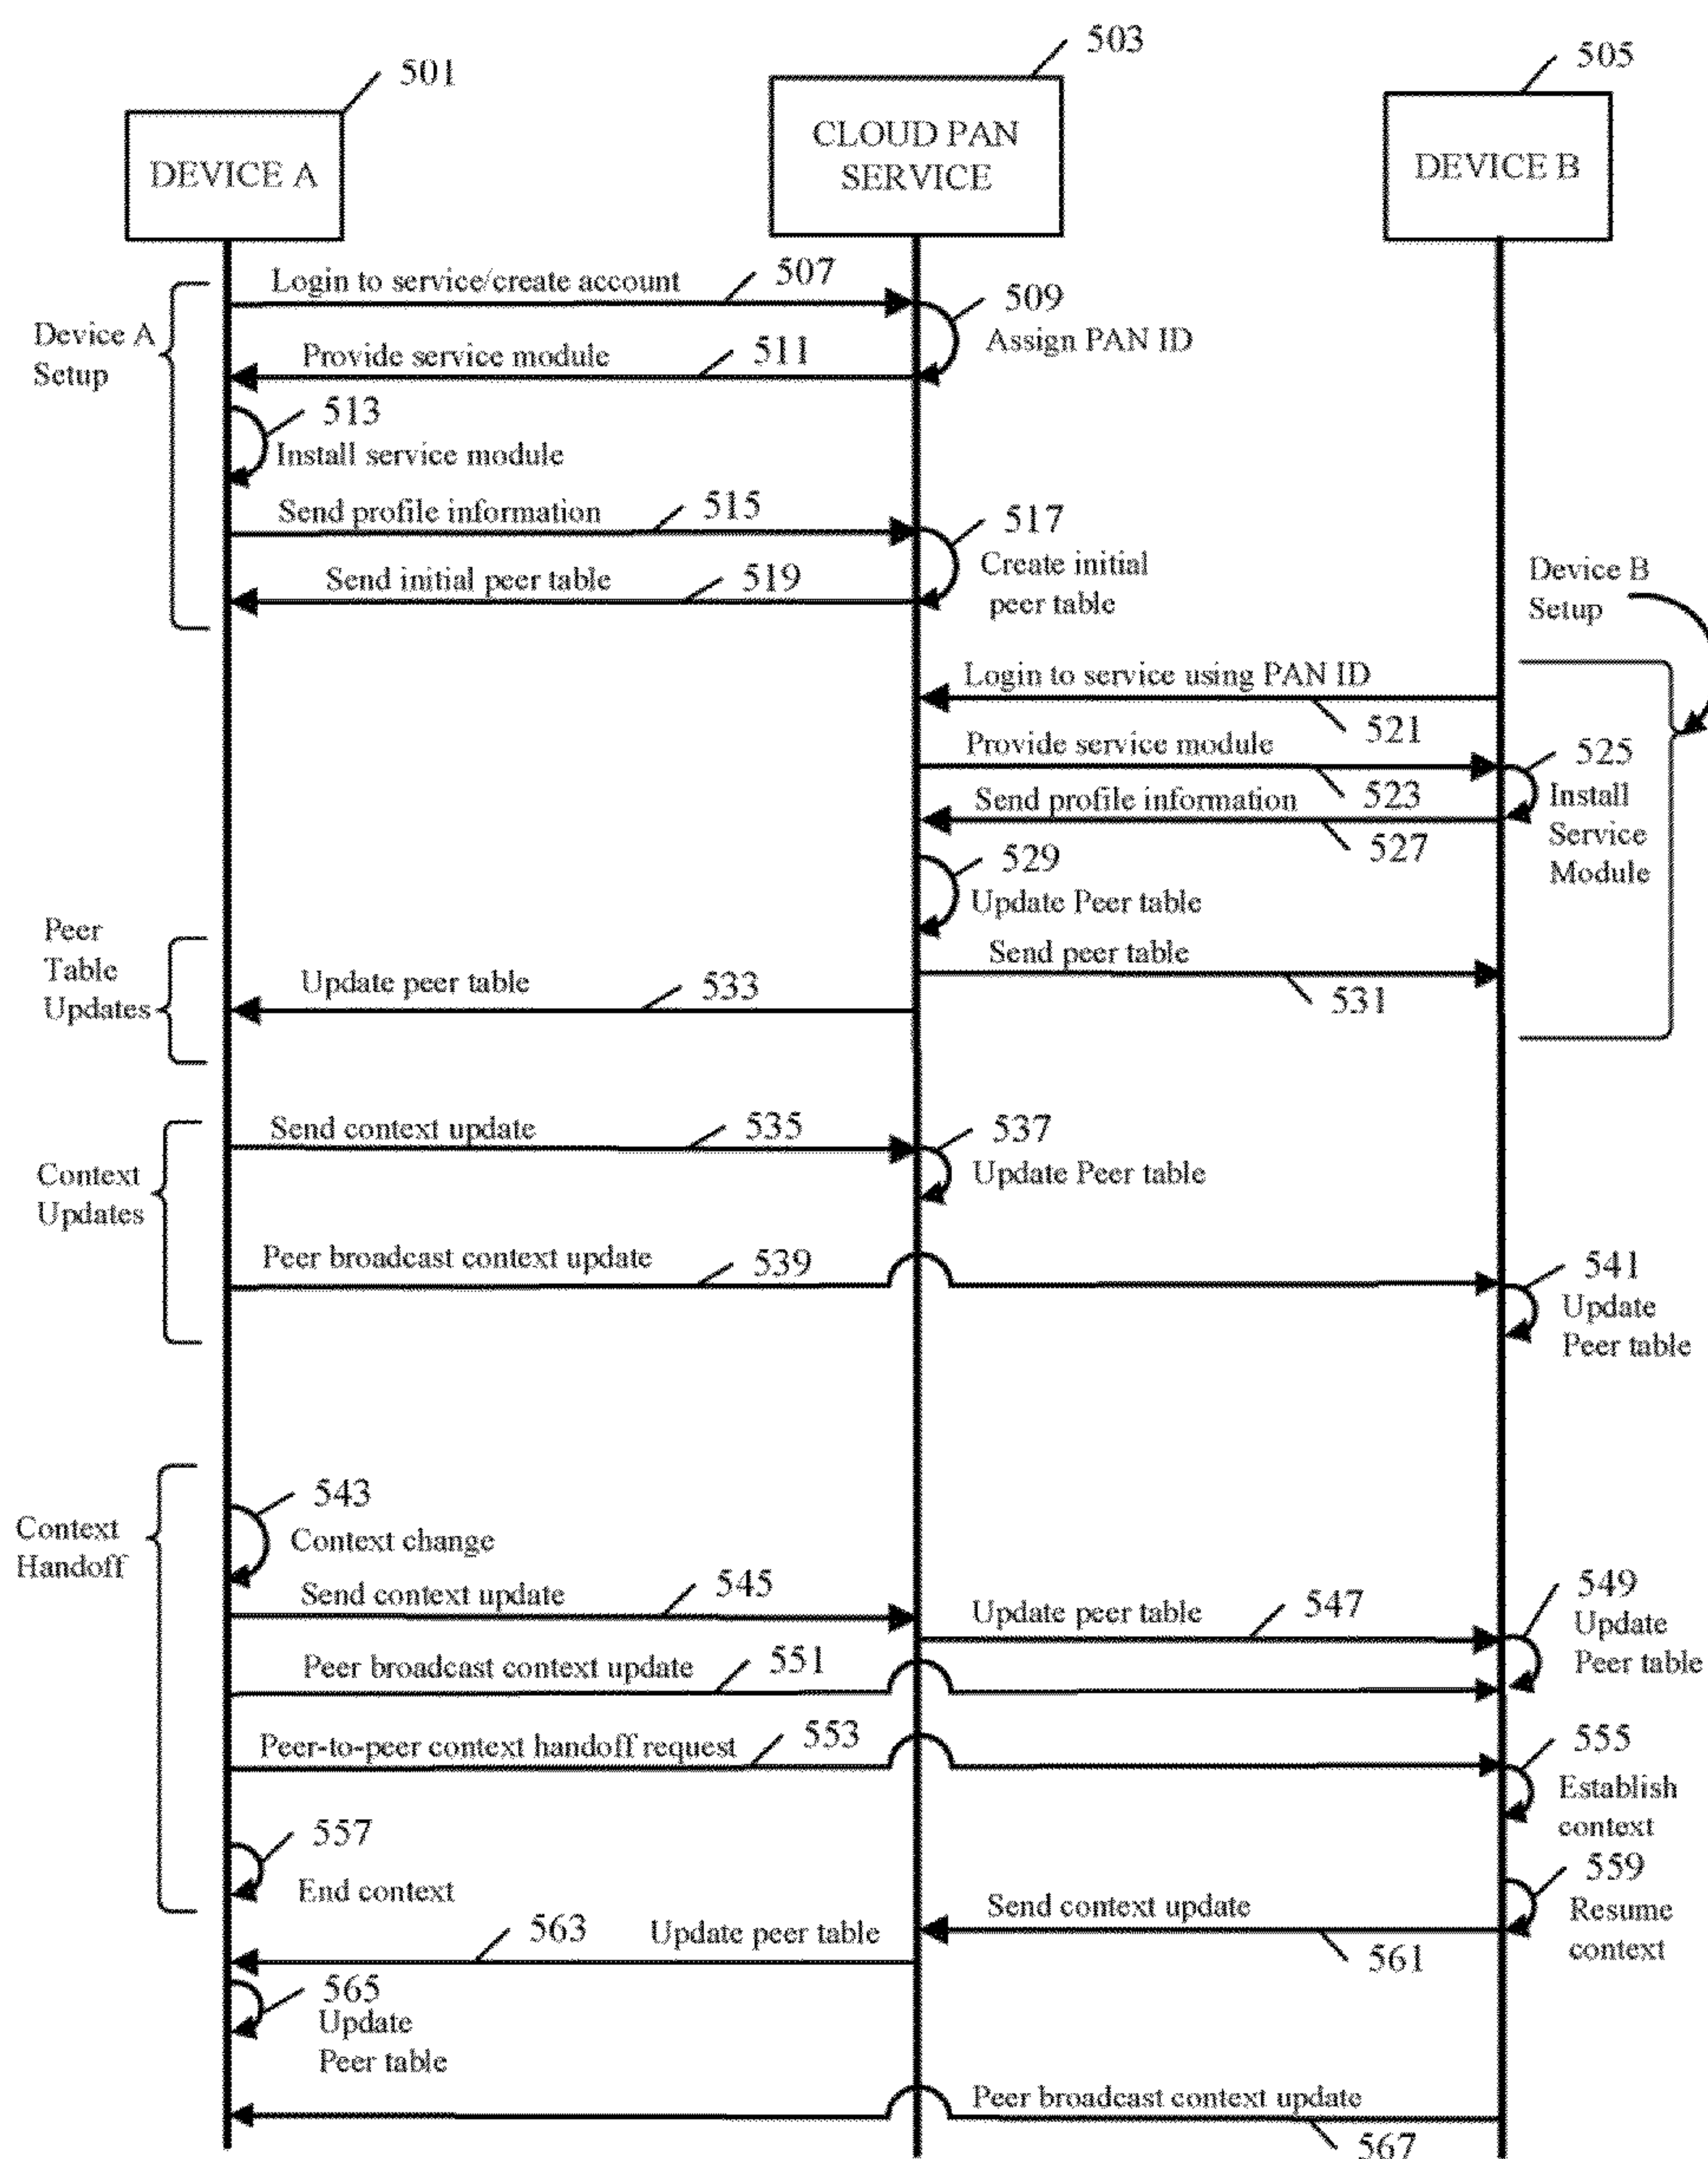 501
503
505
DEVICE A
CLOUD PAN
SERVICE
DEVICE B
Login to service/create account
507
509
Assign PAN ID
Device A
Setup
Provide service module
511
513
Install service module
Send profile information
515
517
Create initial
peer table
Send initial peer table
519
Device B
Setup
Login to service using PAN ID
521
Provide service module
523
525
Install
Service
Module
Send profile information
527
529
Update Peer table
Peer
Table
Updates
Send peer table
531
Update peer table
533
Send context update
535
537
Update Peer table
Context
Updates
Peer broadcast context update
539
541
Update
Peer table
Context
Handoff
543
Context change
Send context update
545
Update peer table
547
549
Update
Peer table
Peer broadcast context update
551
Peer-to-peer context handoff request
553
555
Establish
context
557
End context
559
Resume
context
Send context update
561
563
Update peer table
565
Update
Peer table
Peer broadcast context update
567